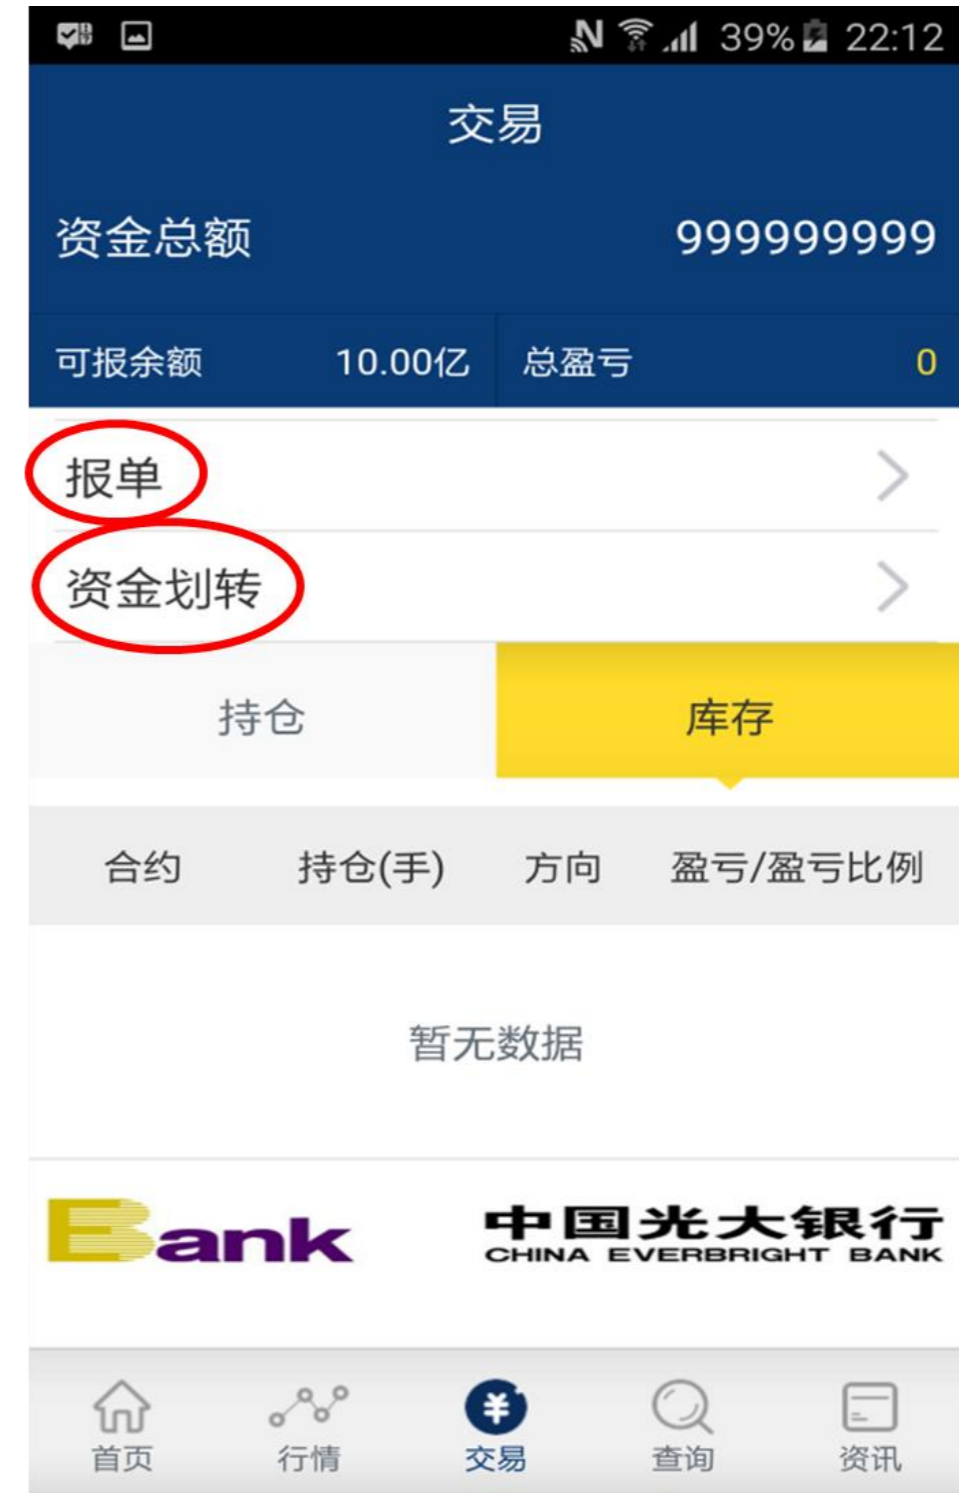 39% 22:12
交易
资金总额 999999999
可报余额 10.00亿 总盈亏 0
报单
资金划转
持仓 库存
合约 持仓(手) 方向 盈亏/盈亏比例
暂无数据
Bank 中国光大银行
CHINA EVERBRIGHT BANK
首页 行情 交易 查询 资讯